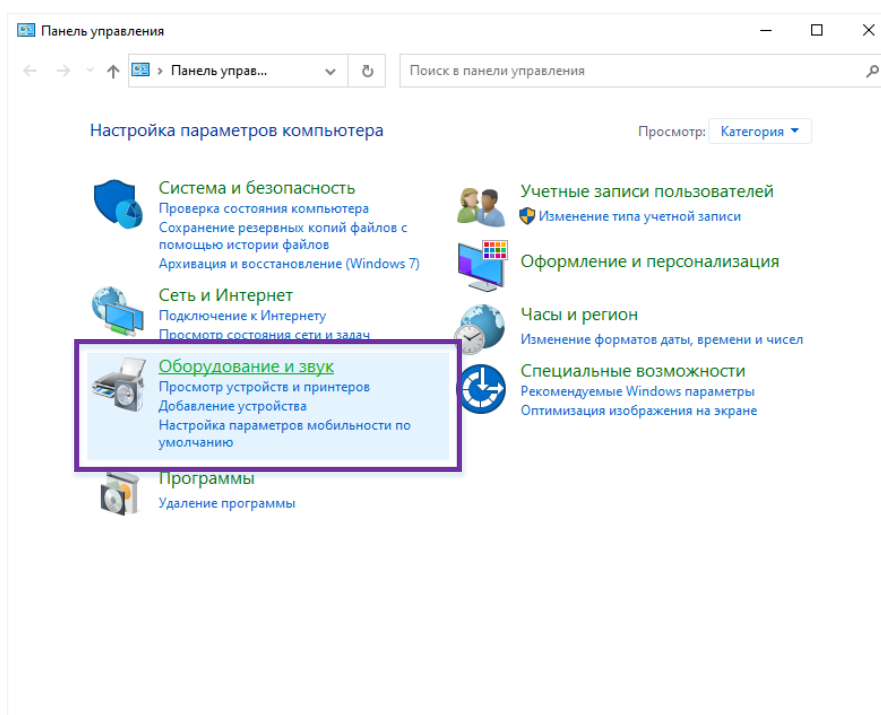 Панель управления
Панель управ...
Поиск в панели управления
Настройка параметров компьютера
Просмотр: Категория
Система и безопасность
Проверка состояния компьютера
Сохранение резервных копий файлов с
помощью истории файлов
Архивация и восстановление (Windows 7)
Сеть и Интернет
Подключение к Интернету
Просмотр состояния сети и задач
Оборудование и звук
Просмотр устройств и принтеров
Добавление устройства
Настройка параметров мобильности по
умолчанию
Программы
Удаление программы
Учетные записи пользователей
Изменение типа учетной записи
Оформление и персонализация
Часы и регион
Изменение форматов даты, времени и чисел
Специальные возможности
Рекомендуемые Windows параметры
Оптимизация изображения на экране